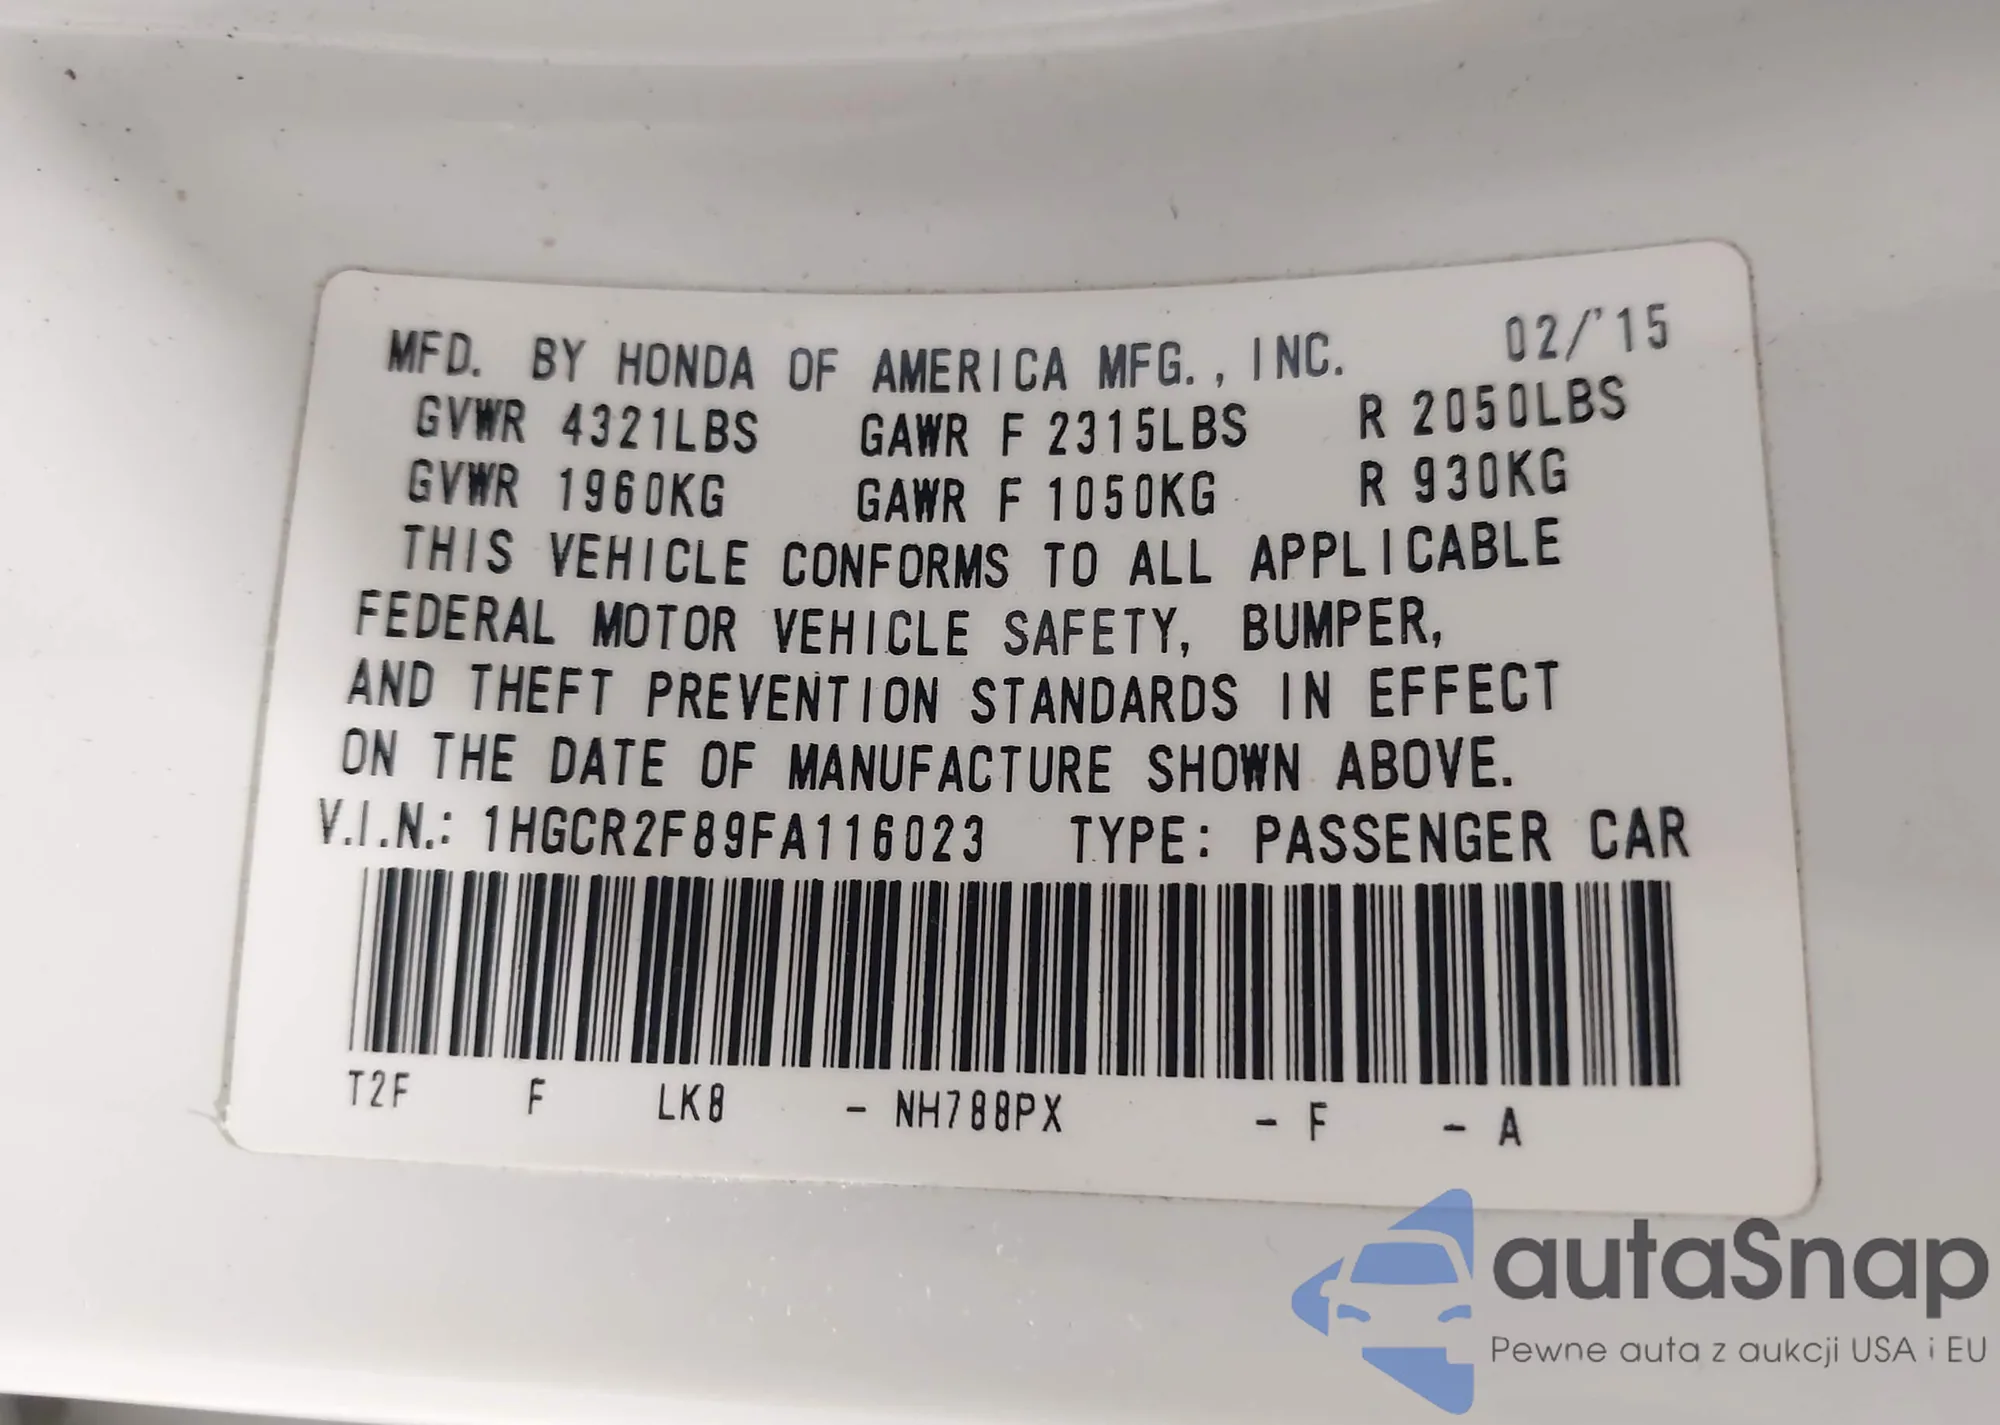 MFD. BY HONDA OF AMERICA MFG., INC. 02/'15
GVWR 4321LBS GAWR F 2315LBS R 2050LBS
GVWR 1960KG GAWR F 1050KG R 930KG
THIS VEHICLE CONFORMS TO ALL APPLICABLE
FEDERAL MOTOR VEHICLE SAFETY, BUMPER,
AND THEFT PREVENTION STANDARDS IN EFFECT
ON THE DATE OF MANUFACTURE SHOWN ABOVE.
V.I.N.: 1HGCR2F89FA116023 TYPE: PASSENGER CAR
T2F F LK8 - NH788PX - F - A
autaSnap
Pewne auta z aukcji USA i EU